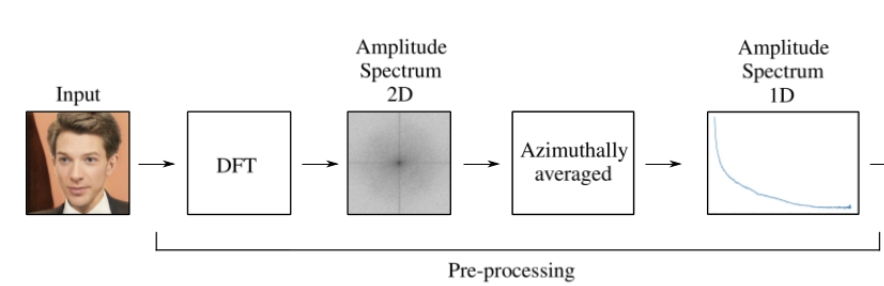 Input
DFT
Amplitude
Spectrum
2D
Azimuthally
averaged
Amplitude
Spectrum
1D
Pre-processing